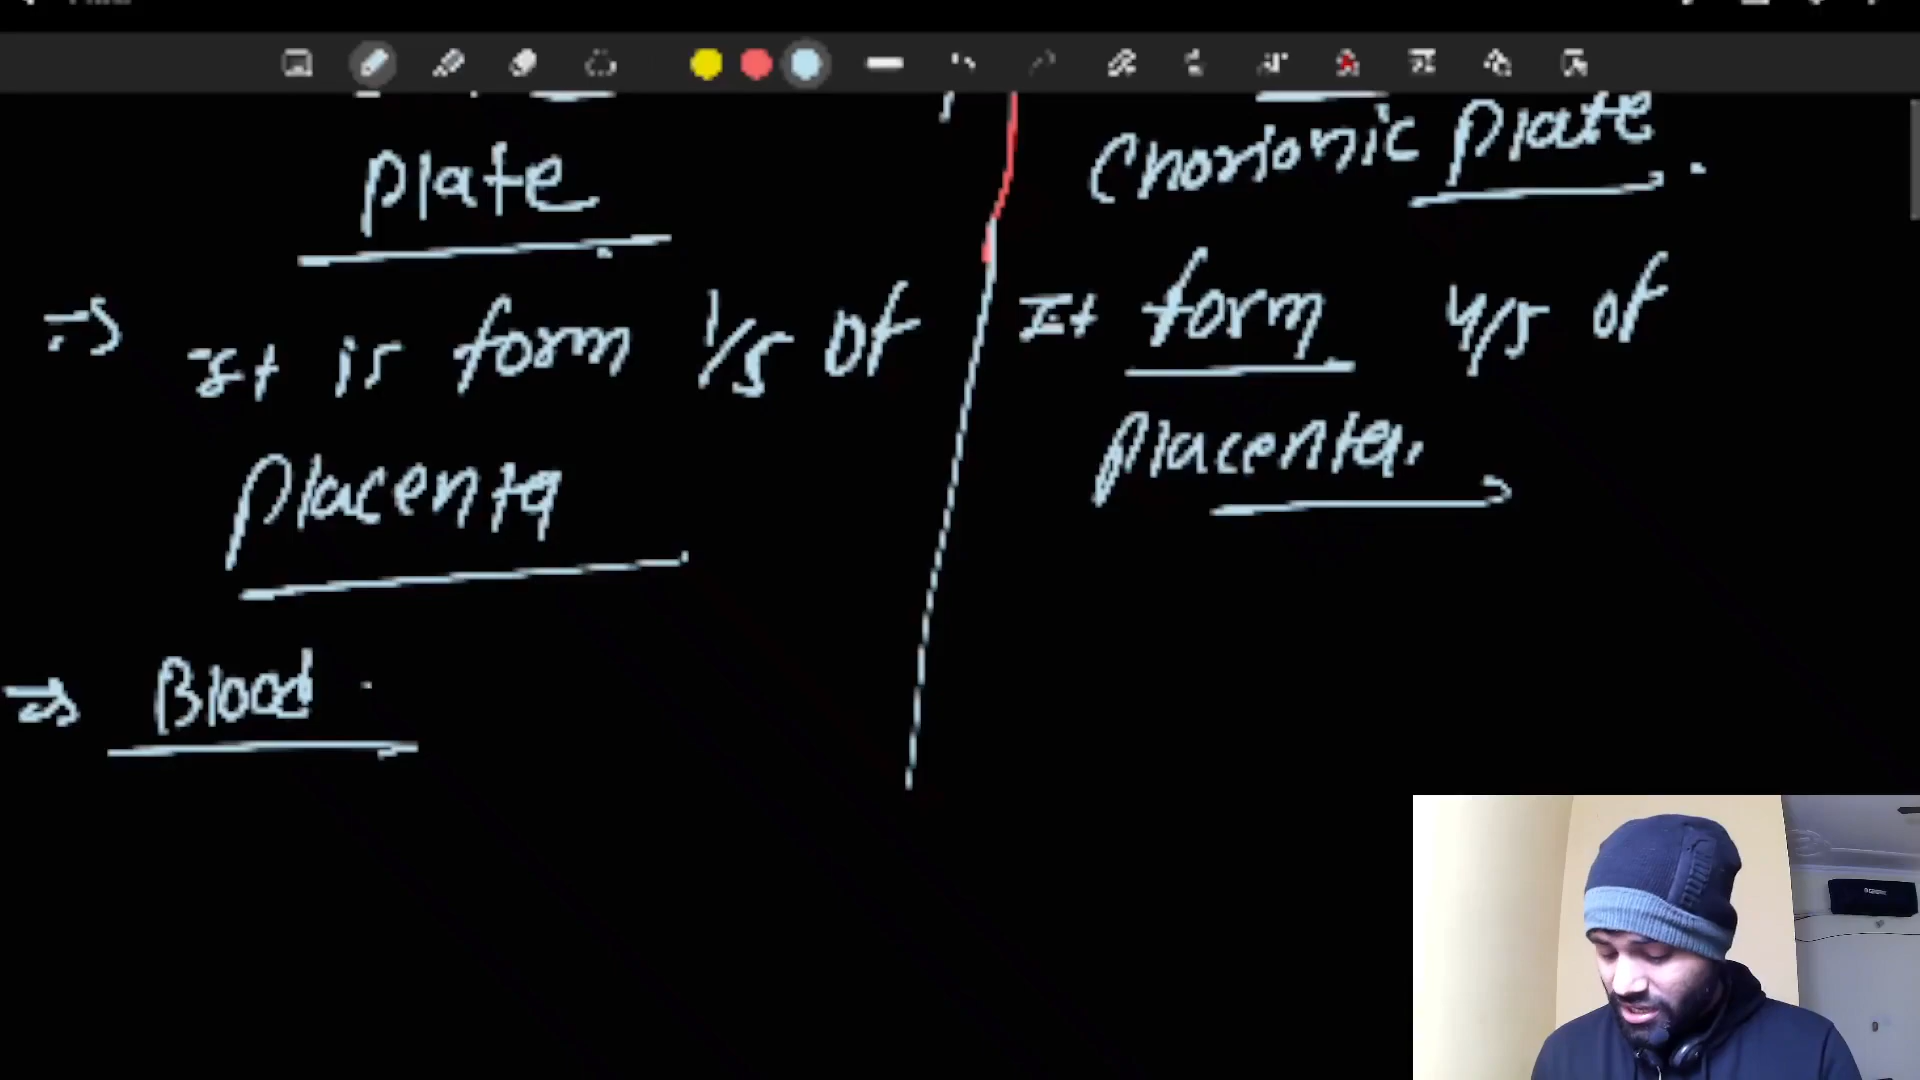 Plate
⇒ It is form 1/5 of
Placenta
⇒ Blood
Chorionic Plate.
It form 4/5 of
Placenta.